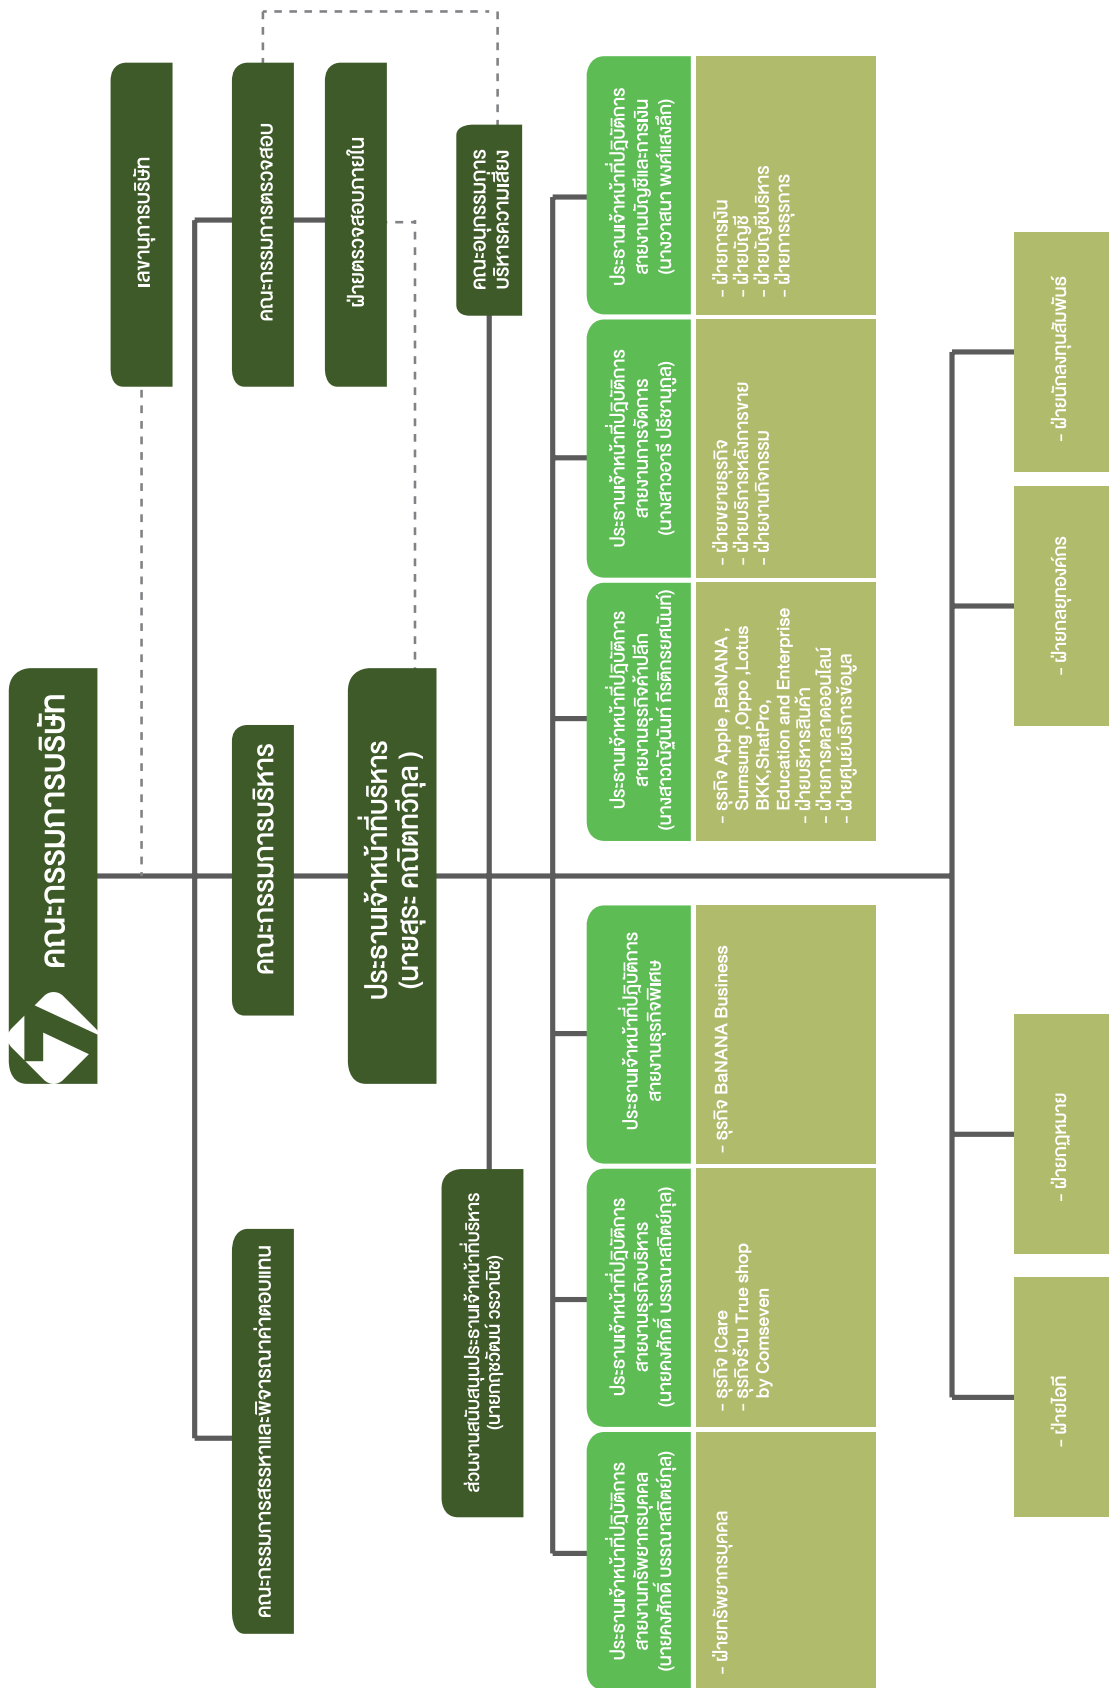 คณะกรรมการบริษัท
เลขานุการบริษัท
คณะกรรมการสรรหาและพิจารณาค่าตอบแทน
คณะกรรมการบริหาร
คณะกรรมการตรวจสอบ
ฝ่ายตรวจสอบภายใน
ประธานเจ้าหน้าที่บริหาร
(นายสุระ คณิตทวีกุล )
ส่วนงานสนับสนุนประธานเจ้าหน้าที่บริหาร
(นายกฤชวัฒน์ วรวานิช)
คณะอนุกรรมการ
บริหารความเสี่ยง
ประธานเจ้าหน้าที่ปฏิบัติการ
สายงานทรัพยากรบุคคล
(นายคงศักดิ์ บรรณาสถิตย์กุล)
- ฝ่ายทรัพยากรบุคคล
ประธานเจ้าหน้าที่ปฏิบัติการ
สายงานธุรกิจบริหาร
(นายคงศักดิ์ บรรณาสถิตย์กุล)
- ธุรกิจ iCare
- ธุรกิจร้าน True shop
by Comseven
ประธานเจ้าหน้าที่ปฏิบัติการ
สายงานธุรกิจพิเศษ
- ธุรกิจ BaNANA Business
ประธานเจ้าหน้าที่ปฏิบัติการ
สายงานธุรกิจค้าปลีก
(นางสาวณัฐนันท์ กีรติกรยศนันท์)
- ธุรกิจ Apple ,BaNANA ,
Sumsung ,Oppo ,Lotus
BKK,ShatPro,
Education and Enterprise
- ฝ่ายบริหารสินค้า
- ฝ่ายการตลาดออนไลน์
- ฝ่ายศูนย์บริการข้อมูล
ประธานเจ้าหน้าที่ปฏิบัติการ
สายงานการจัดการ
(นางสาวอารี ปรีชานุกูล)
- ฝ่ายขยายธุรกิจ
- ฝ่ายบริการหลังการขาย
- ฝ่ายงานกิจกรรม
ประธานเจ้าหน้าที่ปฏิบัติการ
สายงานบัญชีและการเงิน
(นางวาสนา พงศ์แสงลึก)
- ฝ่ายการเงิน
- ฝ่ายบัญชี
- ฝ่ายบัญชีบริหาร
- ฝ่ายการธุรการ
- ฝ่ายไอที
- ฝ่ายกฎหมาย
- ฝ่ายกลยุทองค์กร
- ฝ่ายนักลงทุนสัมพันธ์